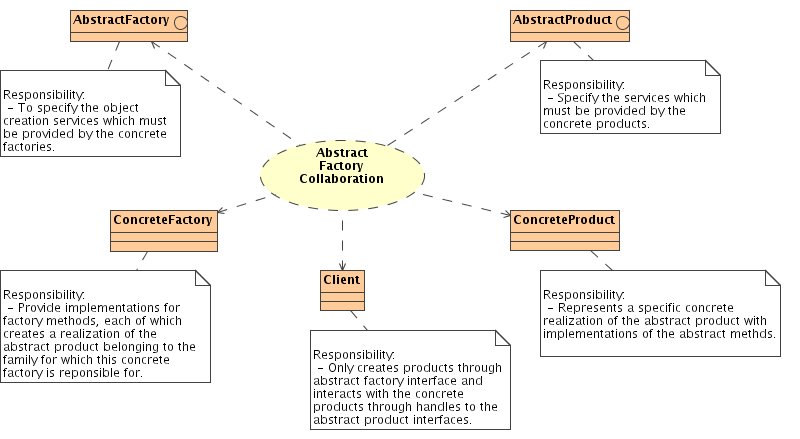 AbstractFactory
AbstractProduct
Responsibility:
- To specify the object
creation services which must
be provided by the concrete
factories.
Responsibility:
- Specify the services which
must be provided by the
concrete products.
Abstract
Factory
Collaboration
ConcreteFactory
ConcreteProduct
Client
Responsibility:
- Provide implementations for
factory methods, each of which
creates a realization of the
abstract product belonging to the
family for which this concrete
factory is reponsible for.
Responsibility:
- Represents a specific concrete
realization of the abstract product with
implementations of the abstract methds.
Responsibility:
- Only creates products through
abstract factory interface and
interacts with the concrete
products through handles to the
abstract product interfaces.